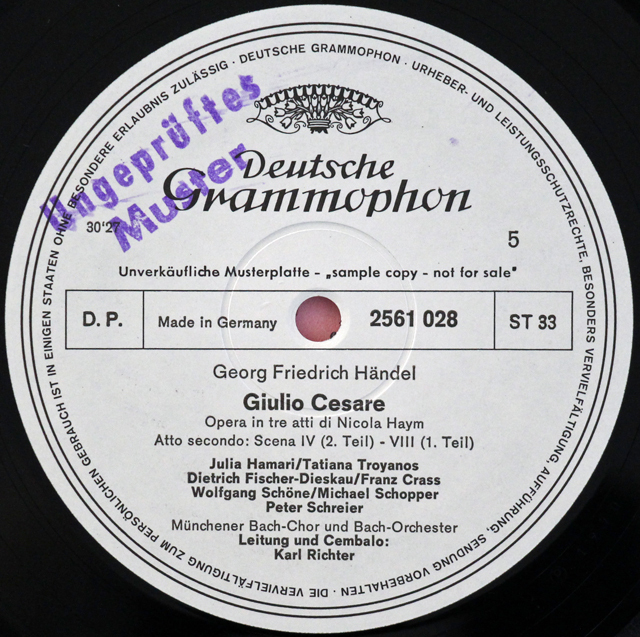 URHEBER- UND LEISTUNGSSCHUTZRECHTE, BESONDERS VERVIELFÄLTIGUNG, AUFFÜHRUNG, SENDUNG VORBEHALTEN · DIE VERVIELFÄLTIGUNG ZUM PERSÖNLICHEN GEBRAUCH IST IN EINIGEN STAATEN OHNE BESONDERE ERLAUBNIS ZULÄSSIG · DEUTSCHE GRAMMOPHON ·
Ungeprüftes
Muster
Deutsche
Grammophon
30'27
5
Unverkäufliche Musterplatte - „sample copy - not for sale"
D. P. Made in Germany 2561 028 ST 33
Georg Friedrich Händel
Giulio Cesare
Opera in tre atti di Nicola Haym
Atto secondo: Scena IV (2. Teil) - VIII (1. Teil)
Julia Hamari/Tatiana Troyanos
Dietrich Fischer-Dieskau/Franz Crass
Wolfgang Schöne/Michael Schopper
Peter Schreier
Münchener Bach-Chor und Bach-Orchester
Leitung und Cembalo:
Karl Richter